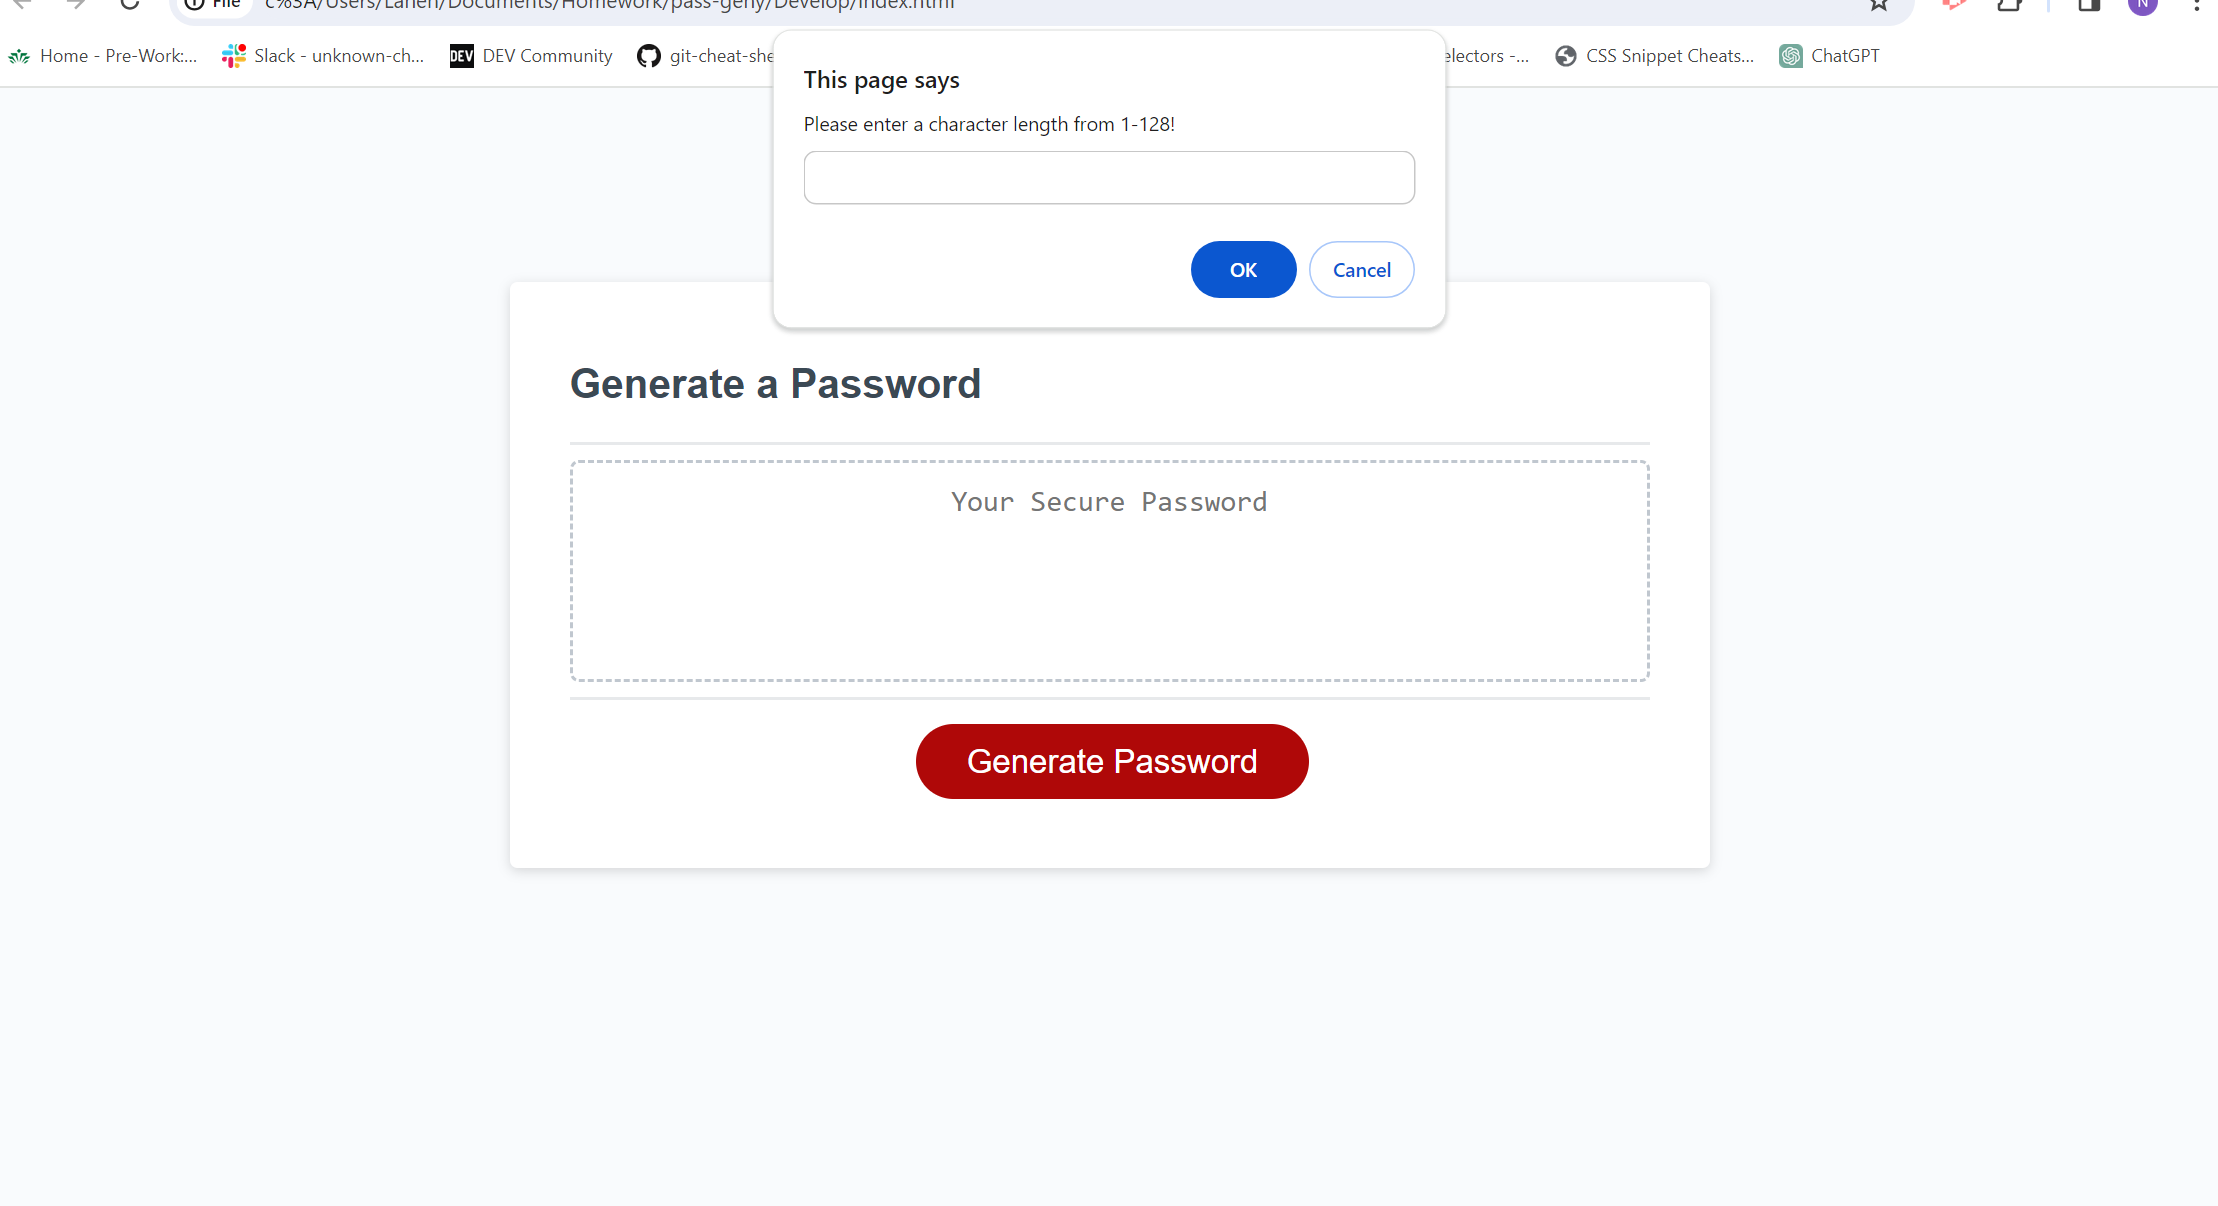 File c%3A/Users/Lanen/Documents/Homework/pass-geny/Develop/index.html N
Home - Pre-Work:... Slack - unknown-ch... DEV DEV Community git-cheat-she electors -... CSS Snippet Cheats... ChatGPT
This page says
Please enter a character length from 1-128!
OK Cancel
Generate a Password
Your Secure Password
Generate Password